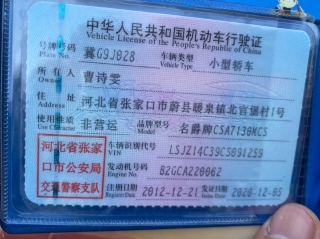 中华人民共和国机动车行驶证
Vehicle License of the People's Republic of China
号牌号码 冀G9J828 车辆类型 小型轿车
Plate No. Vehicle Type
所有人 曹诗雯
Owner
住址 河北省张家口市蔚县暖泉镇北官堡村1号
Address
使用性质 非营运 品牌型号 名爵牌CSA7130MCS
Use Character Model
河北省张家 车辆识别代号 LSJZ14C39CS091259
VIN
口市公安局 发动机号码 B2GCA220062
Engine No.
交通警察支队 注册日期 2012-12-21 发证日期 2020-12-05
Register Date Issue Date